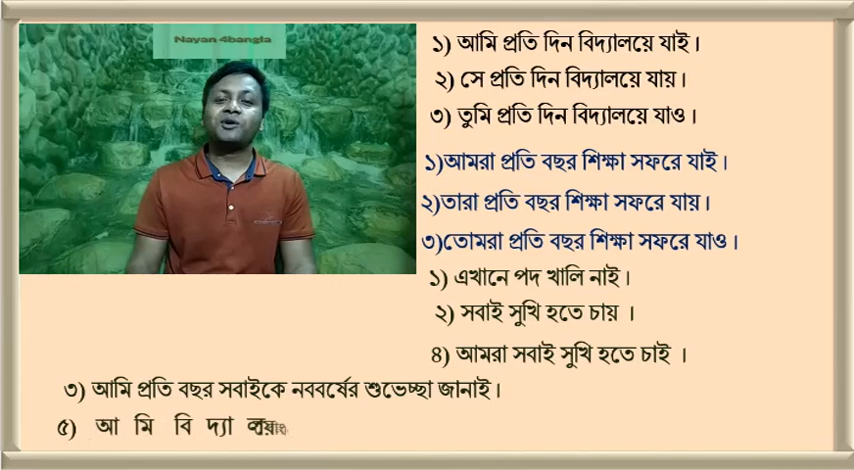 Nayan 4bangla
১) আমি প্রতি দিন বিদ্যালয়ে যাই।
২) সে প্রতি দিন বিদ্যালয়ে যায়।
৩) তুমি প্রতি দিন বিদ্যালয়ে যাও।
১)আমরা প্রতি বছর শিক্ষা সফরে যাই।
২)তারা প্রতি বছর শিক্ষা সফরে যায়।
৩)তোমরা প্রতি বছর শিক্ষা সফরে যাও।
১) এখানে পদ খালি নাই।
২) সবাই সুখি হতে চায় ।
৪) আমরা সবাই সুখি হতে চাই ।
৩) আমি প্রতি বছর সবাইকে নববর্ষের শুভেচ্ছা জানাই।
৫) আ মি বি দ্যা ল